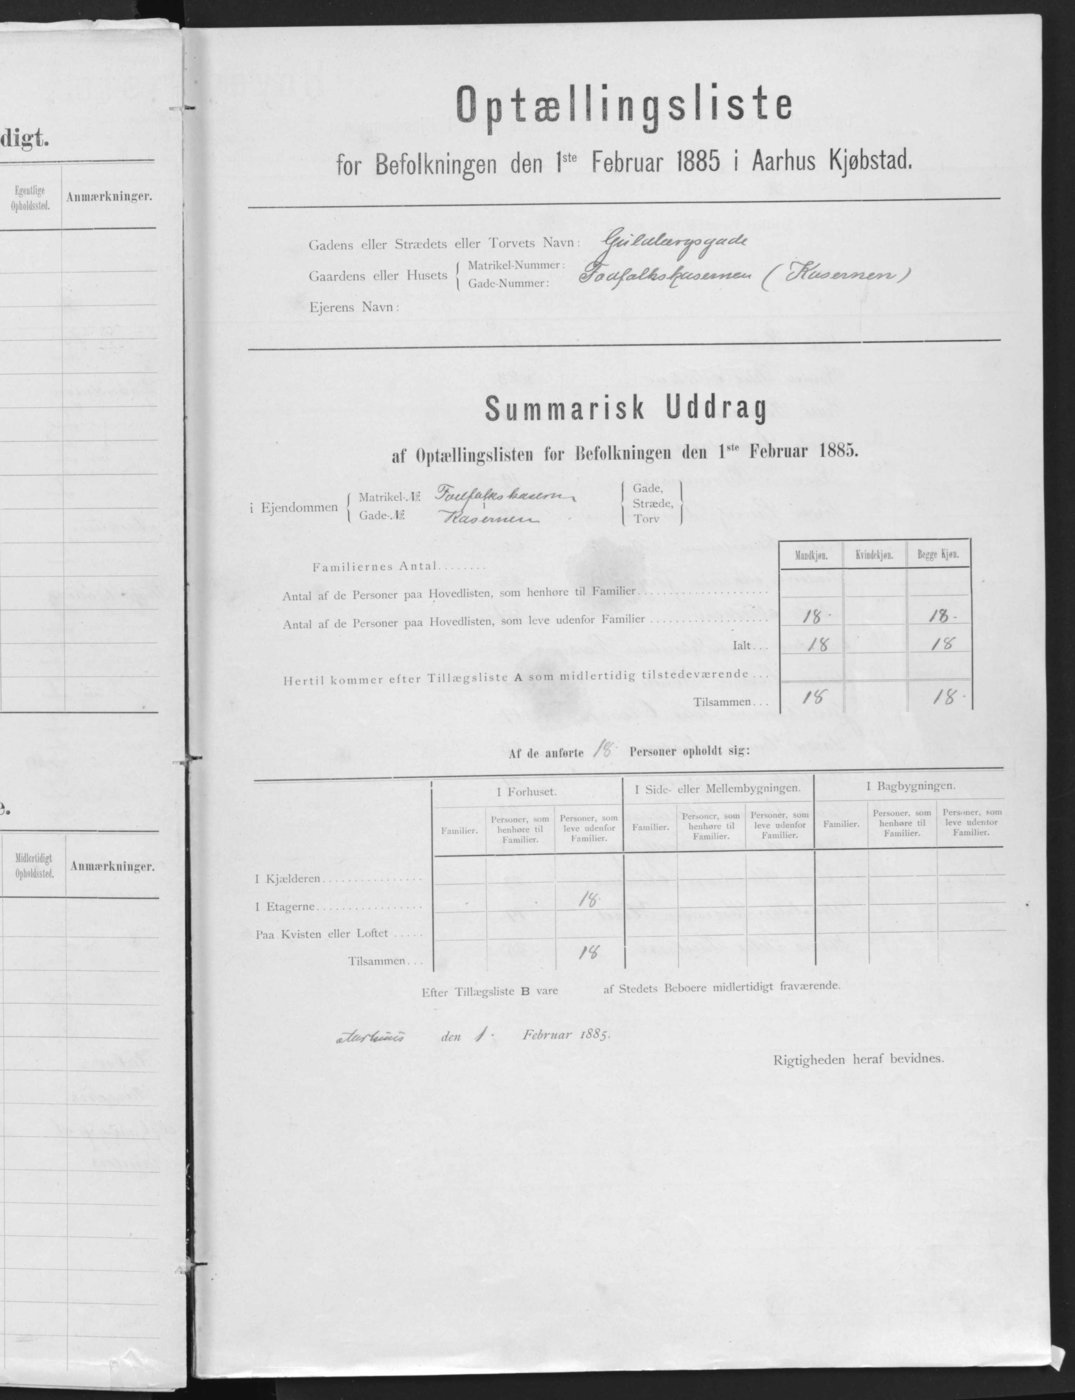 digt.
Egentlige Opholdssted.
Anmærkninger.
e.
Midlertidigt Opholdssted.
Anmærkninger.
Optællingsliste
for Befolkningen den 1ste Februar 1885 i Aarhus Kjøbstad.
Gadens eller Strædets eller Torvets Navn: Guldbergsgade
Gaardens eller Husets { Matrikel-Nummer:
Gade-Nummer: Fodfolkskasernen (Kasernen)
Ejerens Navn:
Summarisk Uddrag
af Optællingslisten for Befolkningen den 1ste Februar 1885.
i Ejendommen { Matrikel-№ Fodfolkskasern
Gade-№ Kasernen
{ Gade, Stræde, Torv }
Mandkjøn. Kvindekjøn. Begge Kjøn.
Familiernes Antal
Antal af de Personer paa Hovedlisten, som henhøre til Familier
Antal af de Personer paa Hovedlisten, som leve udenfor Familier 18 18
Ialt 18 18
Hertil kommer efter Tillægsliste A som midlertidig tilstedeværende
Tilsammen 18 18
Af de anførte 18 Personer opholdt sig:
I Forhuset. I Side- eller Mellembygningen. I Bagbygningen.
Familier. Personer, som henhøre til Familier. Personer, som leve udenfor Familier. Familier. Personer, som henhøre til Familier. Personer, som leve udenfor Familier. Familier. Personer, som henhøre til Familier. Personer, som leve udenfor Familier.
I Kjælderen
I Etagerne 18
Paa Kvisten eller Loftet
Tilsammen 18
Efter Tillægsliste B vare af Stedets Beboere midlertidigt fraværende.
Aarhuus den 1. Februar 1885.
Rigtigheden heraf bevidnes.